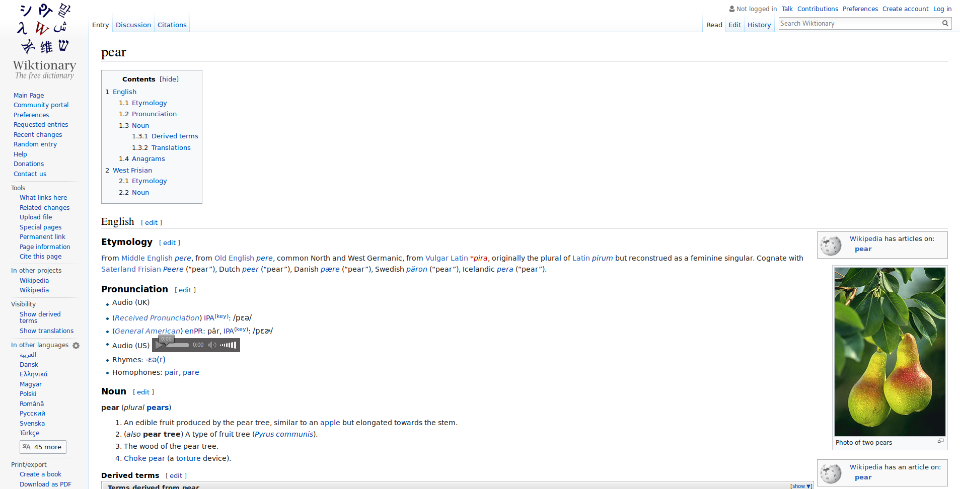 Not logged in Talk Contributions Preferences Create account Log in
Entry Discussion Citations Read Edit History Search Wiktionary
Wiktionary
The free dictionary
Main Page
Community portal
Preferences
Requested entries
Recent changes
Random entry
Help
Donations
Contact us
Tools
What links here
Related changes
Upload file
Special pages
Permanent link
Page information
Cite this page
In other projects
Wikipedia
Wikipedia
Visibility
Show derived
terms
Show translations
In other languages
العربية
Dansk
Ελληνικά
Magyar
Polski
Română
Русский
Svenska
Türkçe
45 more
Print/export
Create a book
Download as PDF
pear
Contents [hide]
1 English
1.1 Etymology
1.2 Pronunciation
1.3 Noun
1.3.1 Derived terms
1.3.2 Translations
1.4 Anagrams
2 West Frisian
2.1 Etymology
2.2 Noun
English [ edit ]
Etymology [ edit ]
From Middle English pere, from Old English pere, common North and West Germanic, from Vulgar Latin *pira, originally the plural of Latin pirum but reconstrued as a feminine singular. Cognate with
Saterland Frisian Peere (“pear”), Dutch peer (“pear”), Danish pære (“pear”), Swedish päron (“pear”), Icelandic pera (“pear”).
Pronunciation [ edit ]
Audio (UK)
(Received Pronunciation) IPA(key): /pɛə/
(General American) enPR: pâr, IPA(key): /pɛɚ/
Audio (US) 0:00
Rhymes: -ɛə(r)
Homophones: pair, pare
Noun [ edit ]
pear (plural pears)
1. An edible fruit produced by the pear tree, similar to an apple but elongated towards the stem.
2. (also pear tree) A type of fruit tree (Pyrus communis).
3. The wood of the pear tree.
4. Choke pear (a torture device).
Derived terms [ edit ]
Terms derived from pear [show ▼]
Wikipedia has articles on:
pear
Photo of two pears
Wikipedia has an article on:
pear